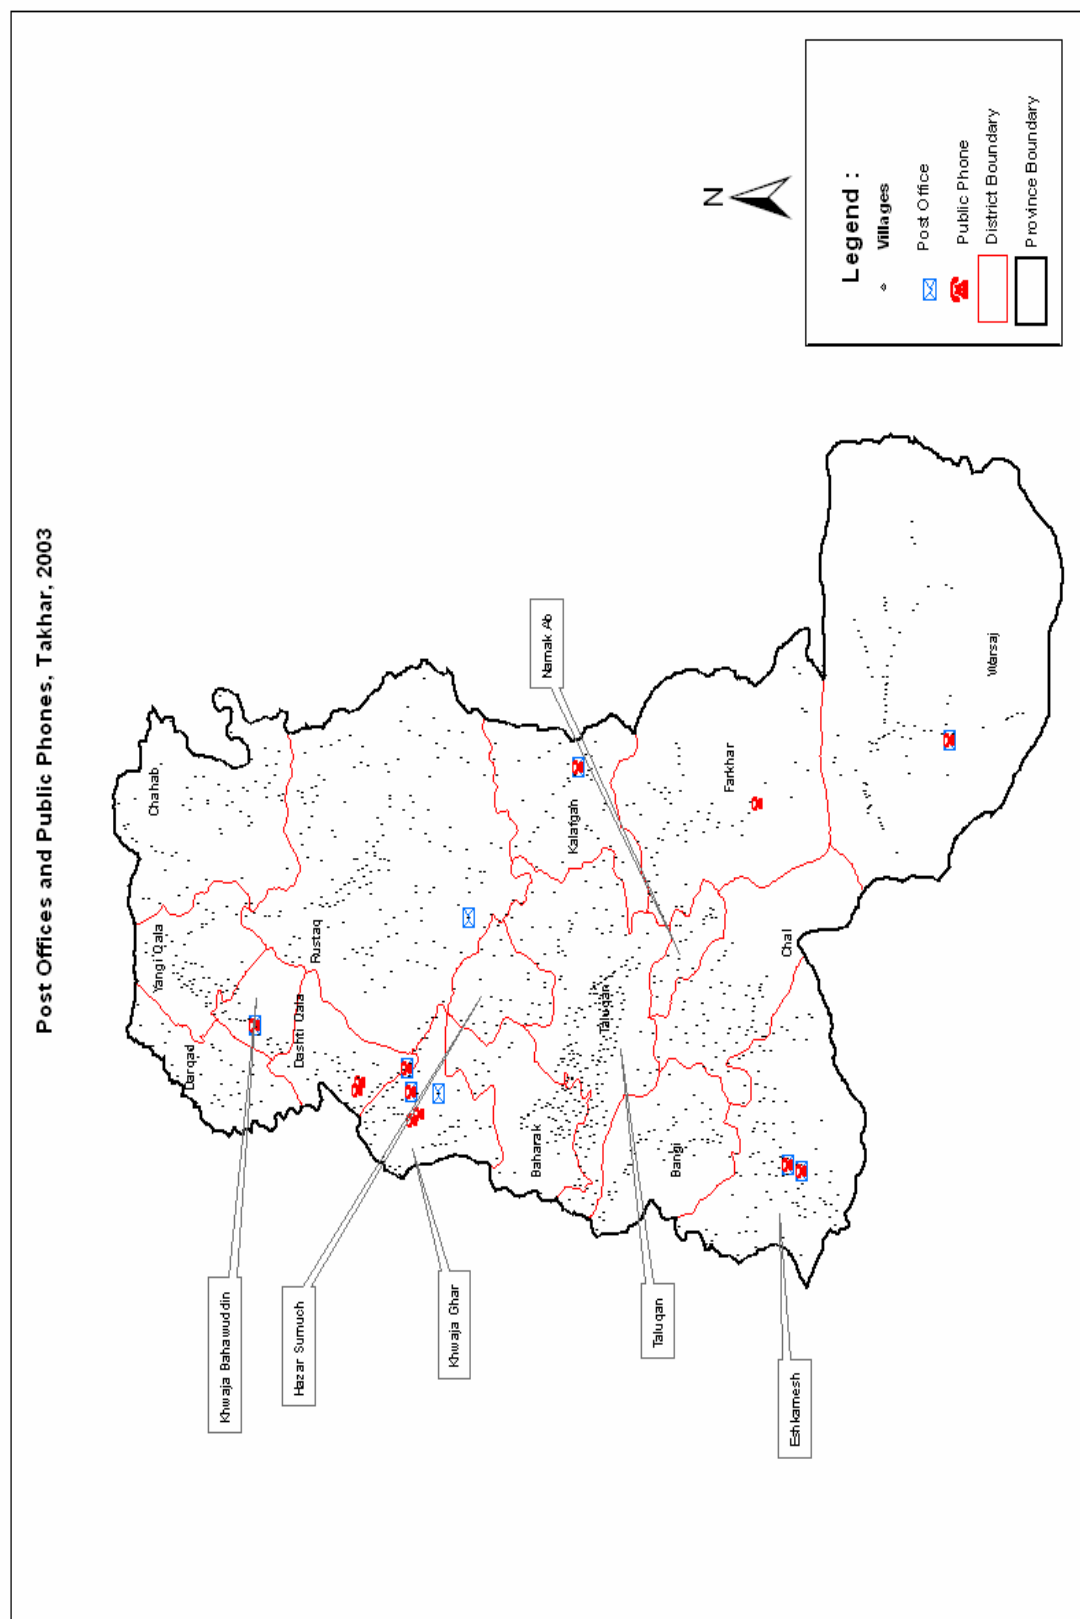 Post Offices and Public Phones, Takhar, 2003
N
Legend :
Villages
Post Office
Public Phone
District Boundary
Province Boundary
Chahab
Yangi Qala
Darqad
Khwaja Bahawuddin
Dashti Qala
Rustaq
Hazar Sumuch
Khwaja Ghar
Baharak
Kalafgan
Namak Ab
Taluqan
Taluqan
Bangi
Farkhar
Chal
Eshkamesh
Warsaj